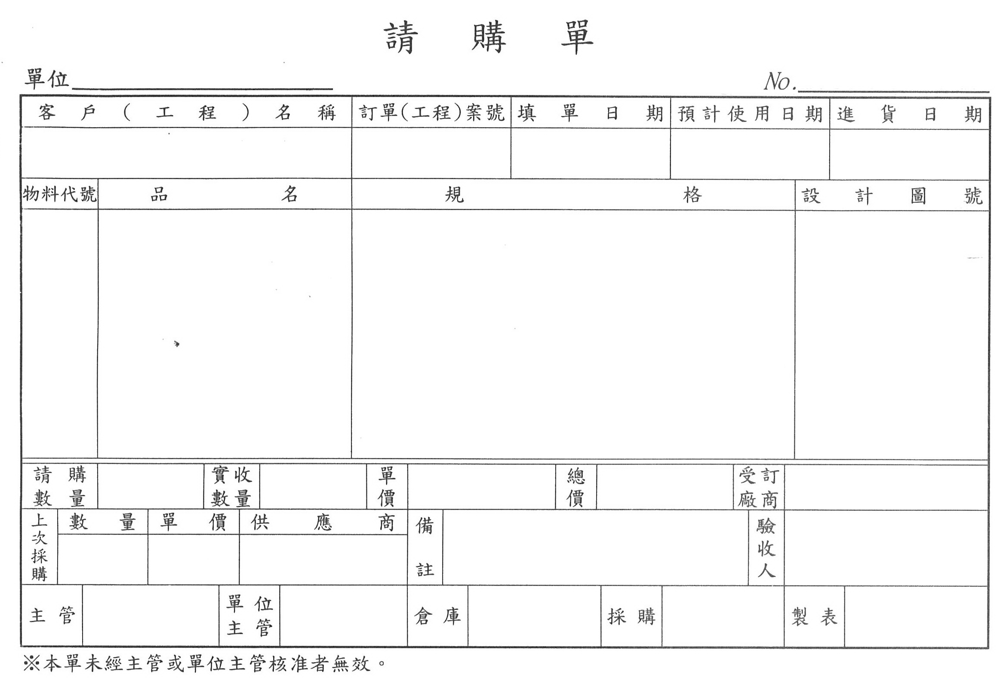 請購單
單位 No.
客戶(工程)名稱 訂單(工程)案號 填單日期 預計使用日期 進貨日期
物料代號 品名 規格 設計圖號
請購數量 實收數量 單價 總價 受訂廠商
上次採購 數量 單價 供應商 備註 驗收人
主管 單位主管 倉庫 採購 製表
※本單未經主管或單位主管核准者無效。